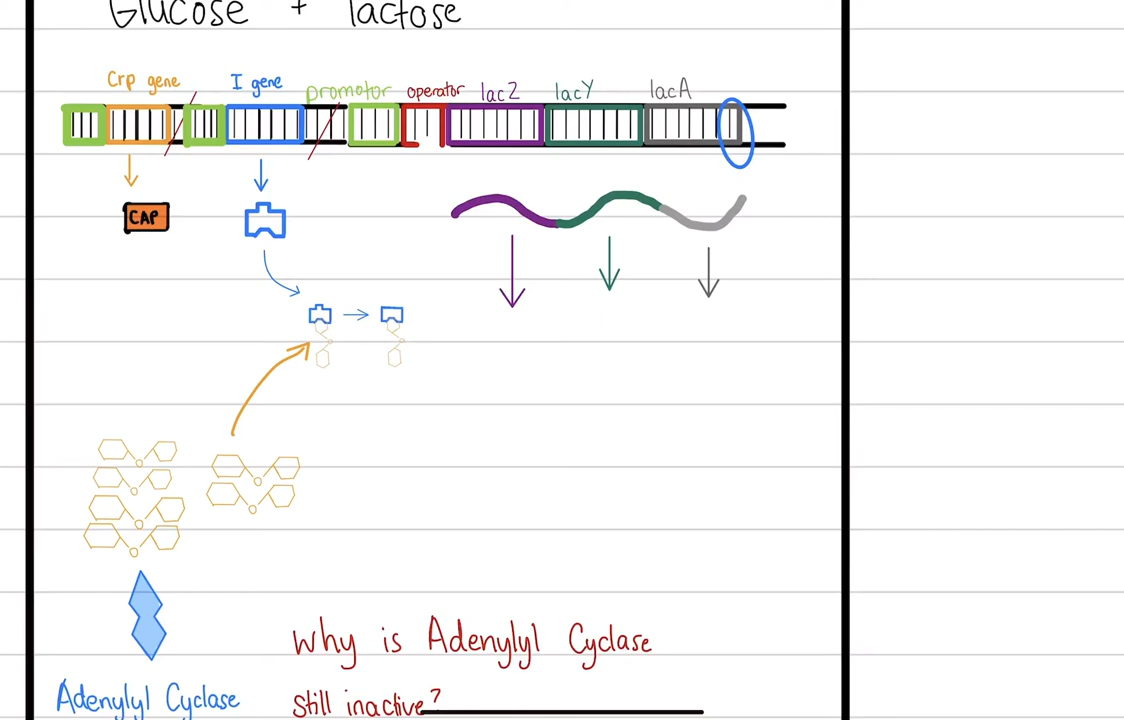 Glucose + lactose
Crp gene I gene promotor operator lacZ lacY lacA
CAP
Why is Adenylyl Cyclase
Adenylyl Cyclase
still inactive?